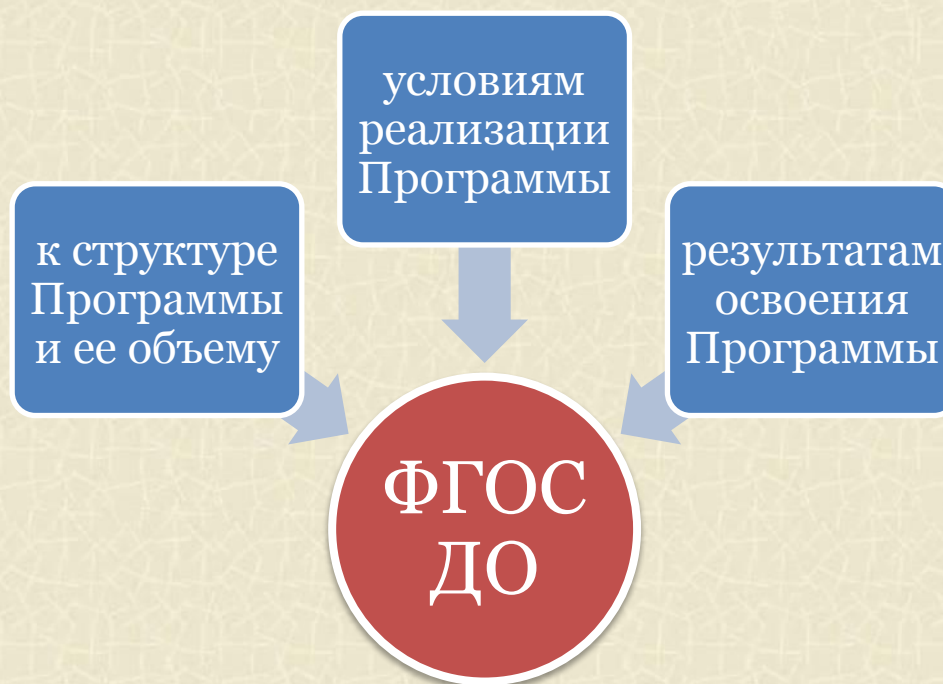 условиям
реализации
Программы
к структуре
Программы
и ее объему
результатам
освоения
Программы
ФГОС
ДО